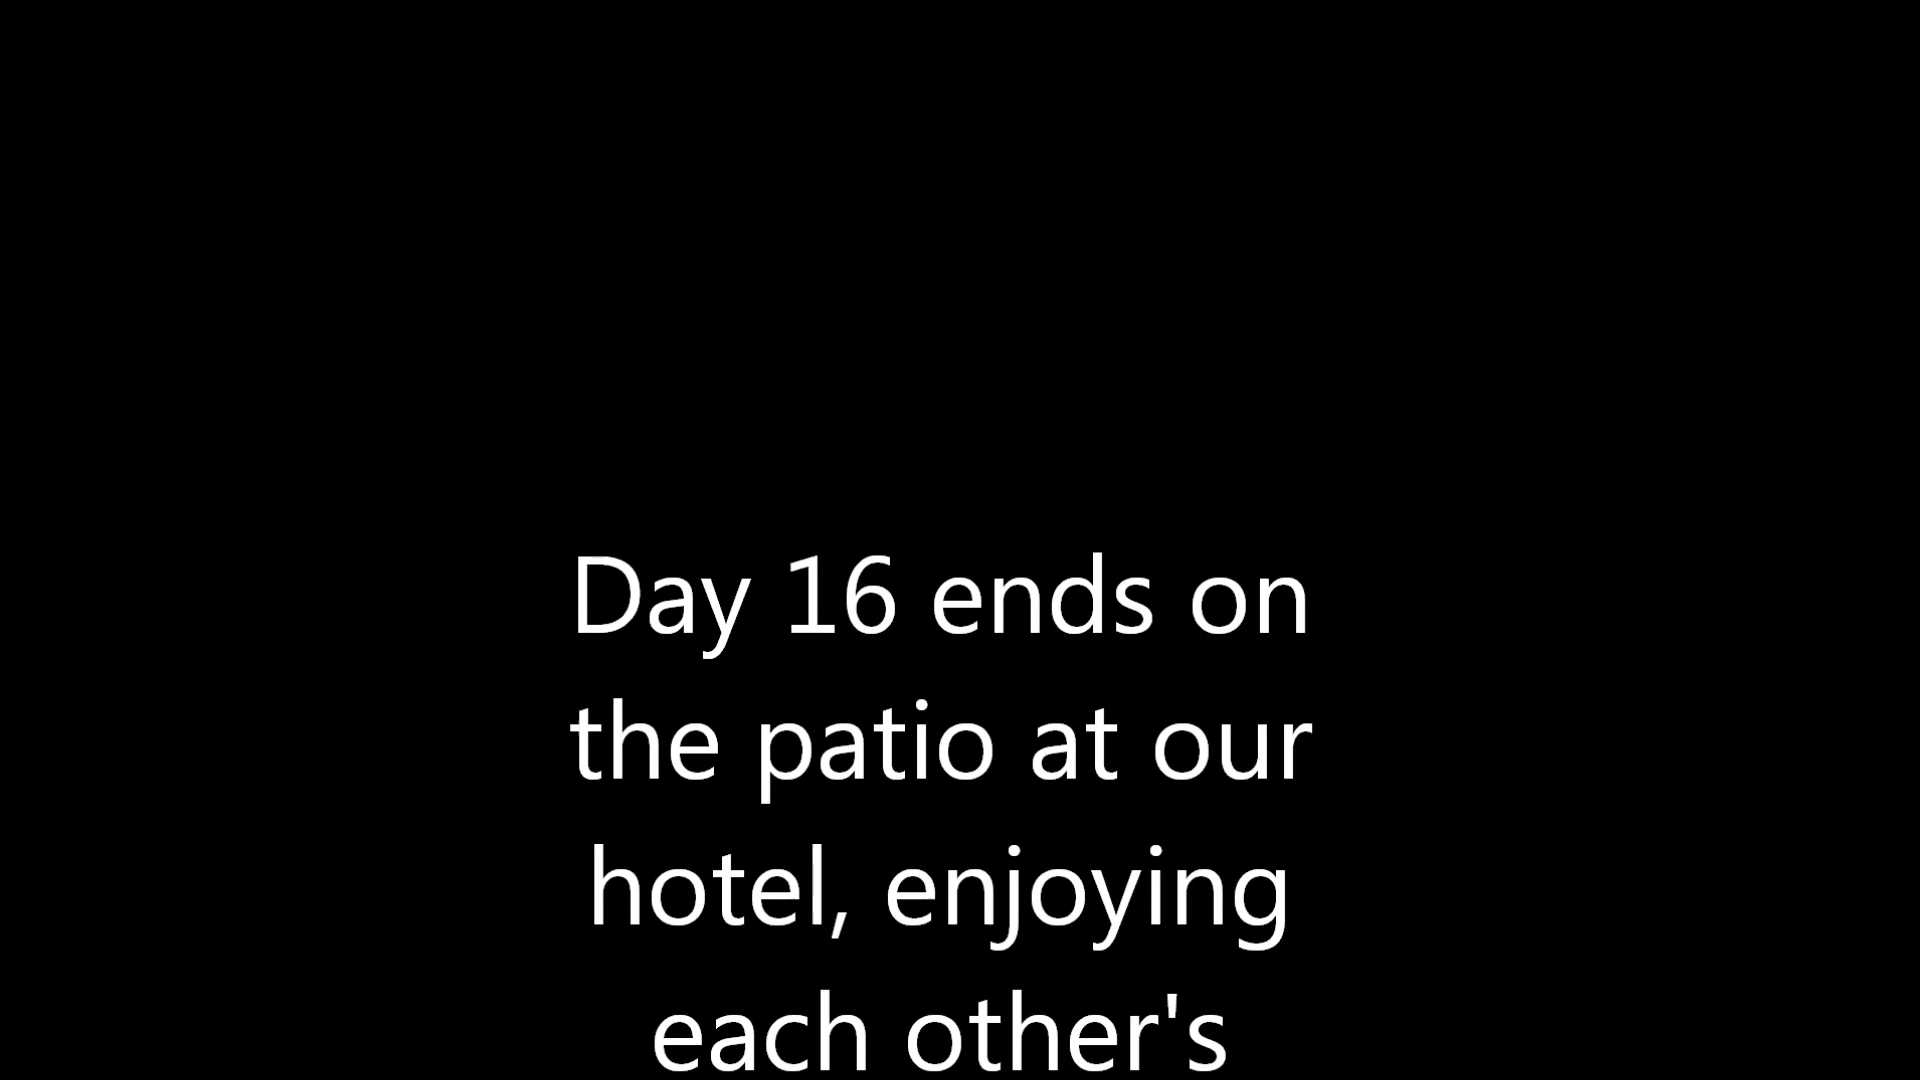 Day 16 ends on
the patio at our
hotel, enjoying
each other's